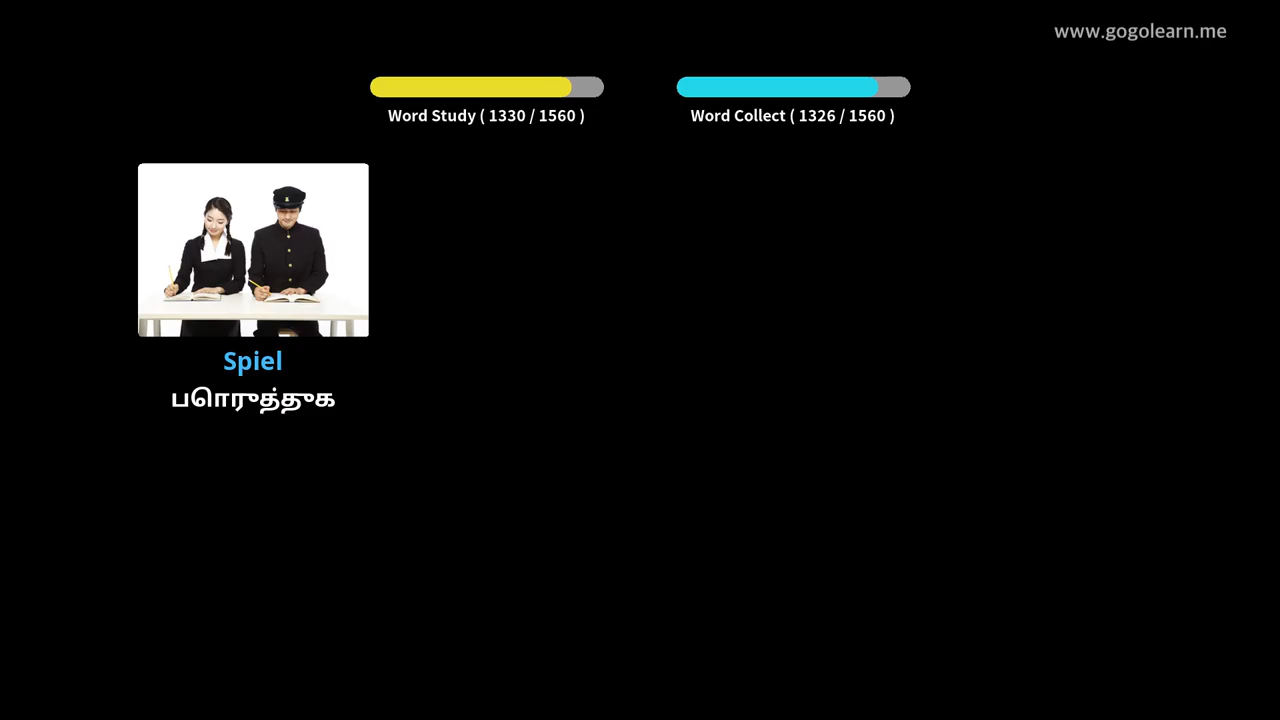 www.gogolearn.me
Word Study ( 1330 / 1560 )
Word Collect ( 1326 / 1560 )
Spiel
பொருத்துக